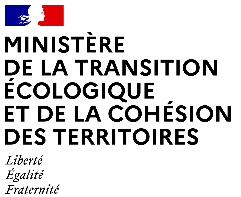 MINISTÈRE
DE LA TRANSITION
ÉCOLOGIQUE
ET DE LA COHÉSION
DES TERRITOIRES
Liberté
Égalité
Fraternité